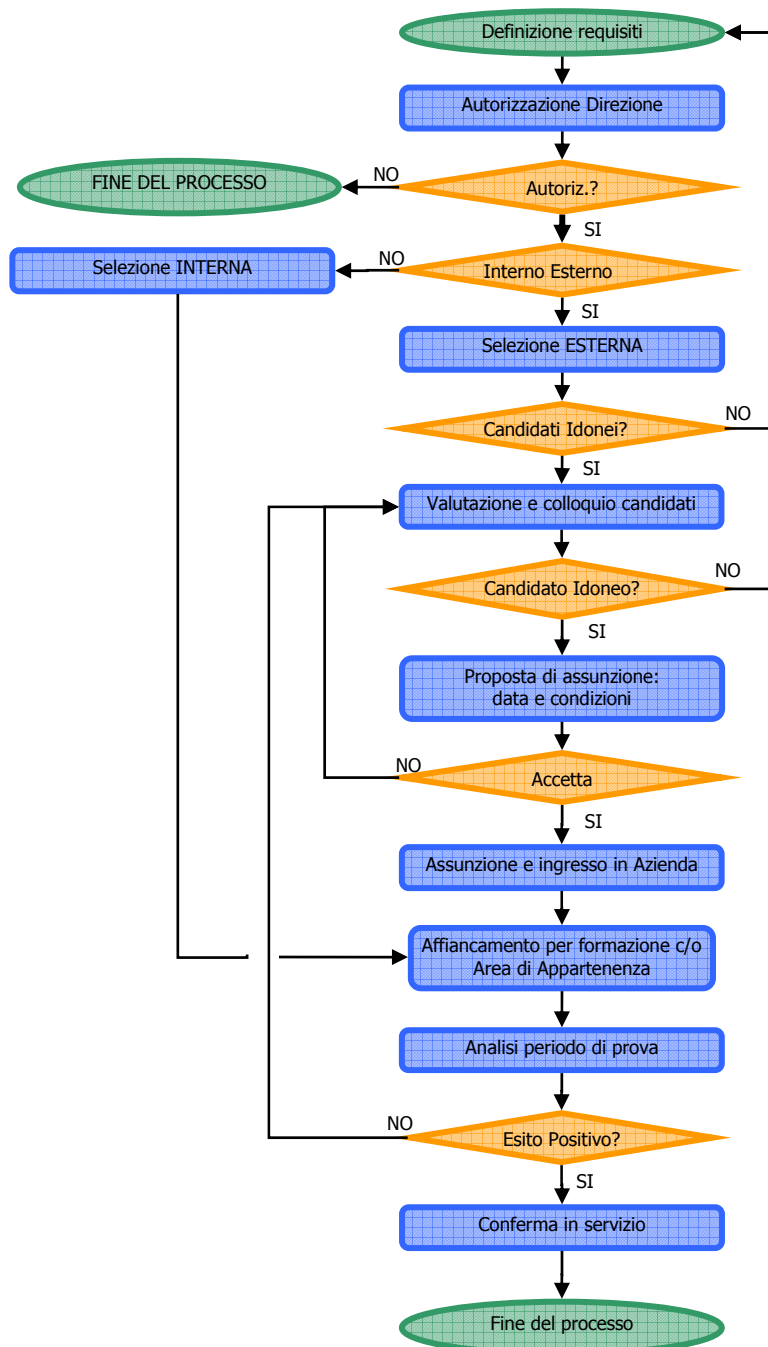 Definizione requisiti
Autorizzazione Direzione
FINE DEL PROCESSO
NO
Autoriz.?
SI
Selezione INTERNA
NO
Interno Esterno
SI
Selezione ESTERNA
Candidati Idonei?
NO
SI
Valutazione e colloquio candidati
Candidato Idoneo?
NO
SI
Proposta di assunzione:
data e condizioni
NO
Accetta
SI
Assunzione e ingresso in Azienda
Affiancamento per formazione c/o
Area di Appartenenza
Analisi periodo di prova
NO
Esito Positivo?
SI
Conferma in servizio
Fine del processo